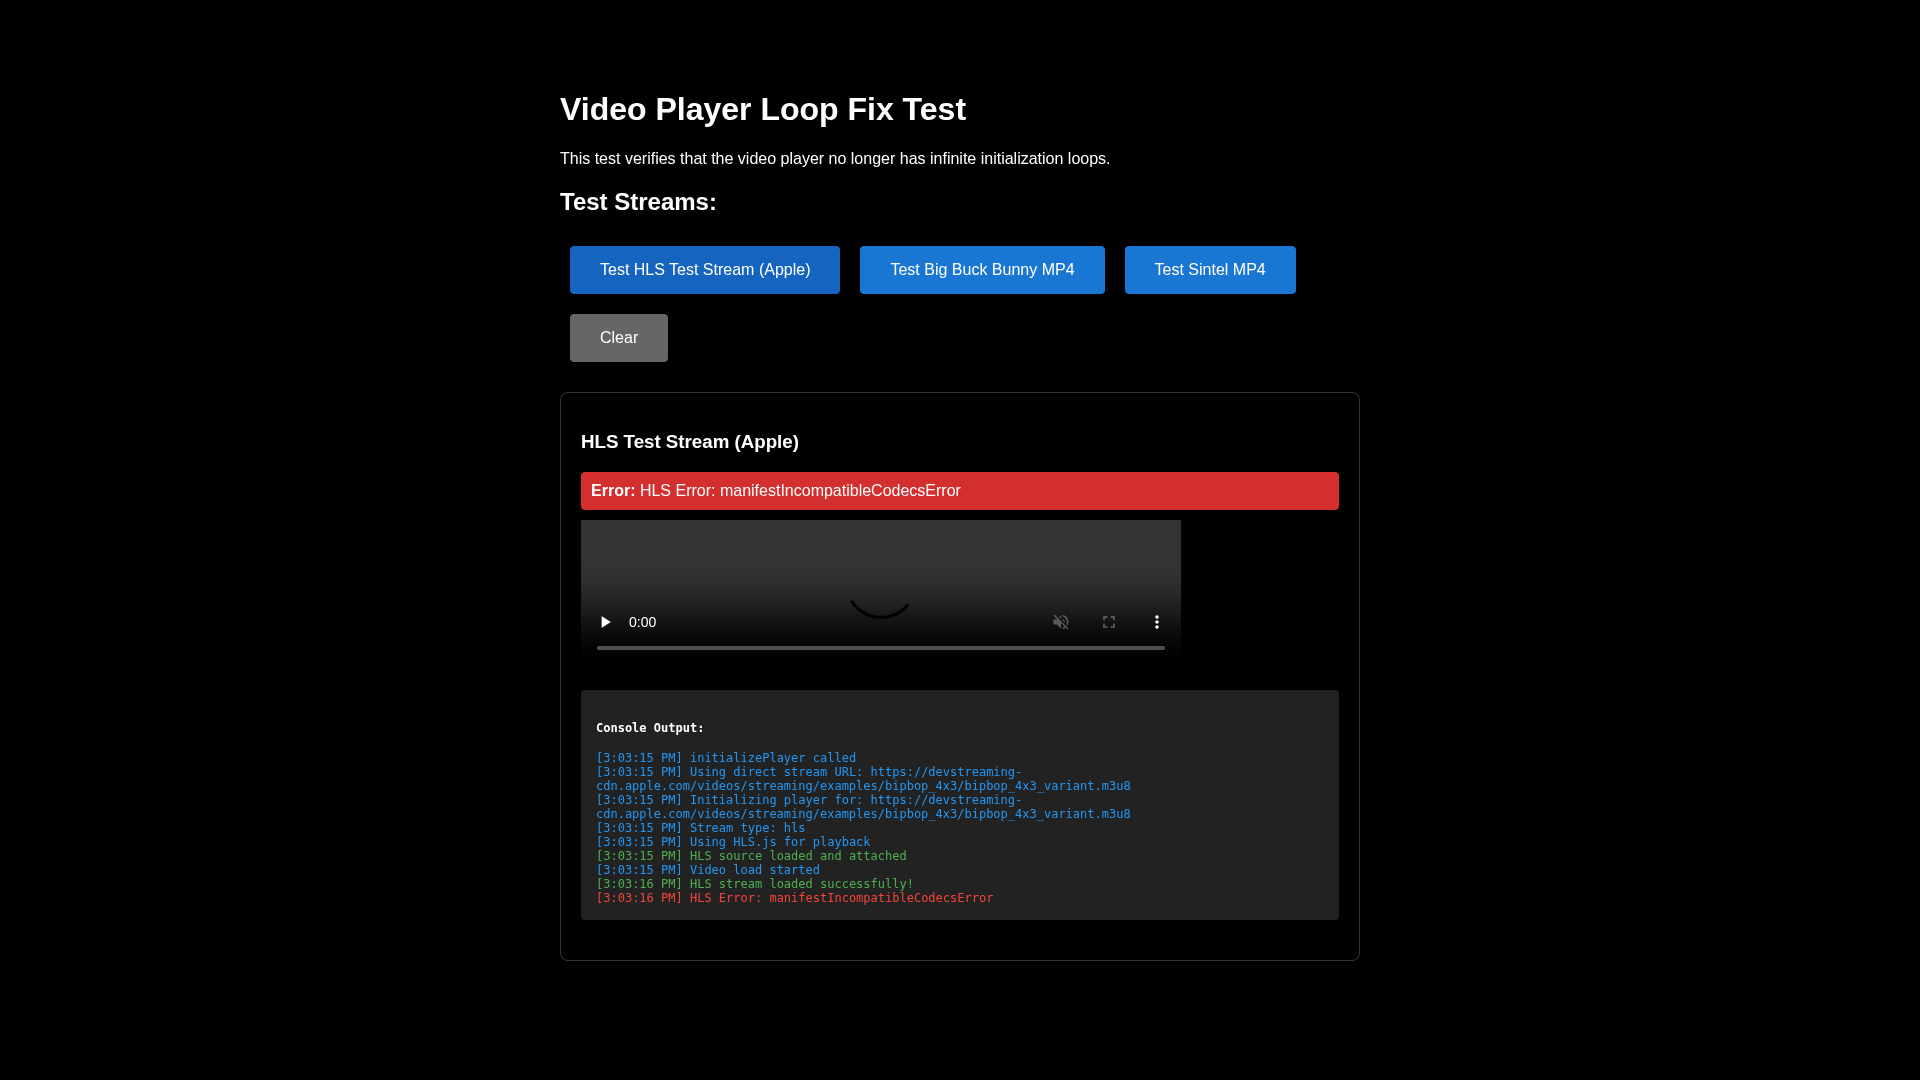 Video Player Loop Fix Test
This test verifies that the video player no longer has infinite initialization loops.
Test Streams:
Test HLS Test Stream (Apple)
Test Big Buck Bunny MP4
Test Sintel MP4
Clear
HLS Test Stream (Apple)
Error: HLS Error: manifestIncompatibleCodecsError
0:00
Console Output:
[3:03:15 PM] initializePlayer called
[3:03:15 PM] Using direct stream URL: https://devstreaming-
cdn.apple.com/videos/streaming/examples/bipbop_4x3/bipbop_4x3_variant.m3u8
[3:03:15 PM] Initializing player for: https://devstreaming-
cdn.apple.com/videos/streaming/examples/bipbop_4x3/bipbop_4x3_variant.m3u8
[3:03:15 PM] Stream type: hls
[3:03:15 PM] Using HLS.js for playback
[3:03:15 PM] HLS source loaded and attached
[3:03:15 PM] Video load started
[3:03:16 PM] HLS stream loaded successfully!
[3:03:16 PM] HLS Error: manifestIncompatibleCodecsError